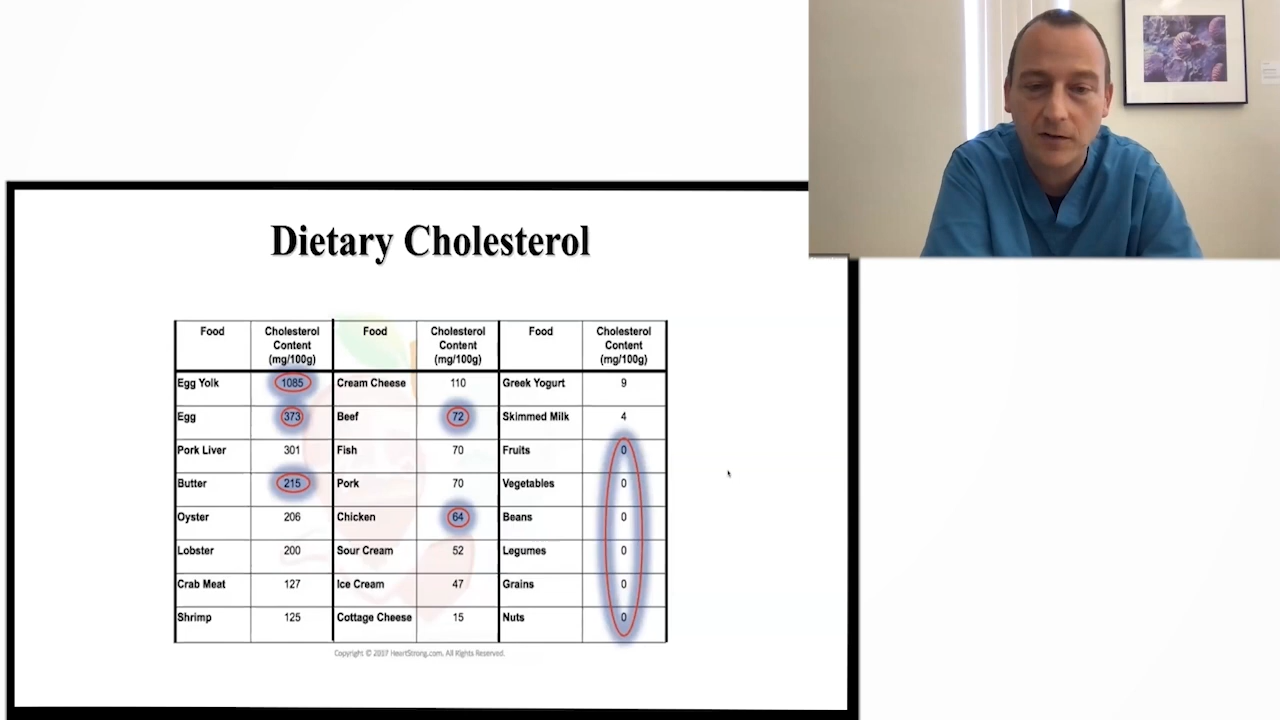 Dietary Cholesterol
Food Cholesterol Content (mg/100g) Food Cholesterol Content (mg/100g) Food Cholesterol Content (mg/100g)
Egg Yolk 1085 Cream Cheese 110 Greek Yogurt 9
Egg 373 Beef 72 Skimmed Milk 4
Pork Liver 301 Fish 70 Fruits 0
Butter 215 Pork 70 Vegetables 0
Oyster 206 Chicken 64 Beans 0
Lobster 200 Sour Cream 52 Legumes 0
Crab Meat 127 Ice Cream 47 Grains 0
Shrimp 125 Cottage Cheese 15 Nuts 0
Copyright © 2017 HeartStrong.com. All Rights Reserved.